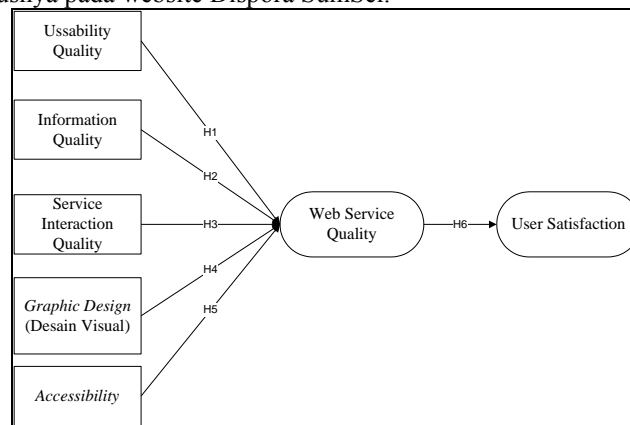 pada website Dispora SumSel.
Ussability
Quality
Information
Quality
Service
Interaction
Quality
Graphic Design
(Desain Visual)
Accessibility
H1
H2
H3
H4
H5
Web Service
Quality
H6
User Satisfaction